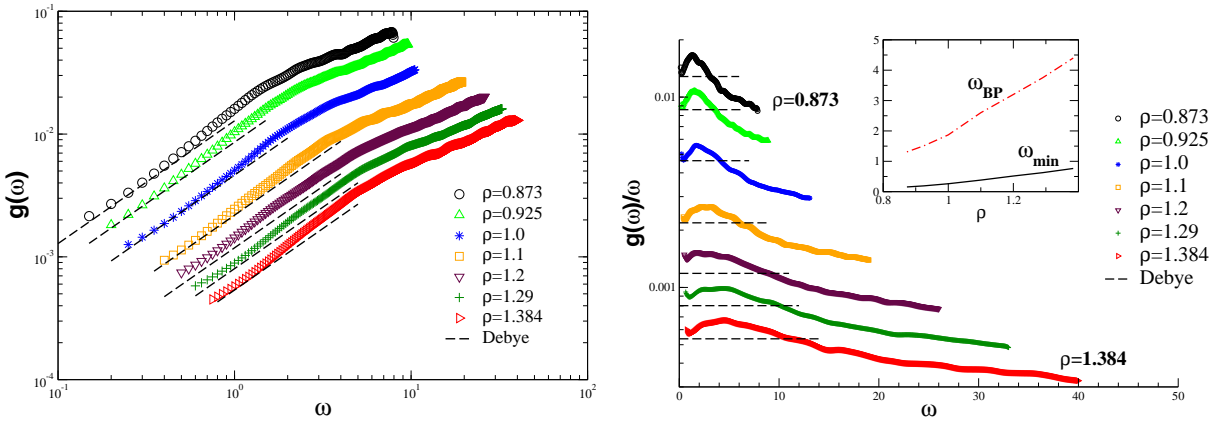 10^-1
10^-2
10^-3
10^-4
g(ω)
10^-1
10^0
10^1
10^2
ω
ρ=0.873
ρ=0.925
ρ=1.0
ρ=1.1
ρ=1.2
ρ=1.29
ρ=1.384
Debye
0.01
0.001
g(ω)/ω
0
10
20
30
40
50
ω
ρ=0.873
ρ=1.384
5
4
3
2
1
0
0.8
1
1.2
ρ
ω_BP
ω_min
ρ=0.873
ρ=0.925
ρ=1.0
ρ=1.1
ρ=1.2
ρ=1.29
ρ=1.384
Debye